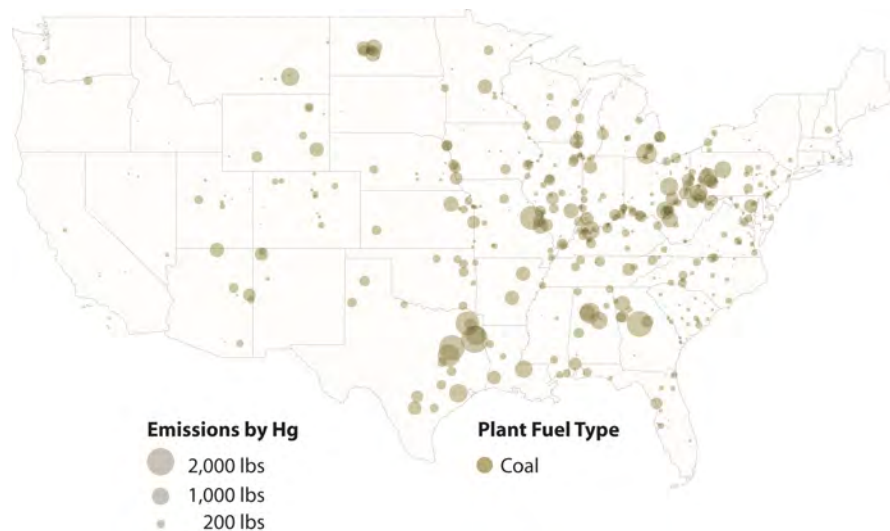 Emissions by Hg
2,000 lbs
1,000 lbs
200 lbs
Plant Fuel Type
Coal